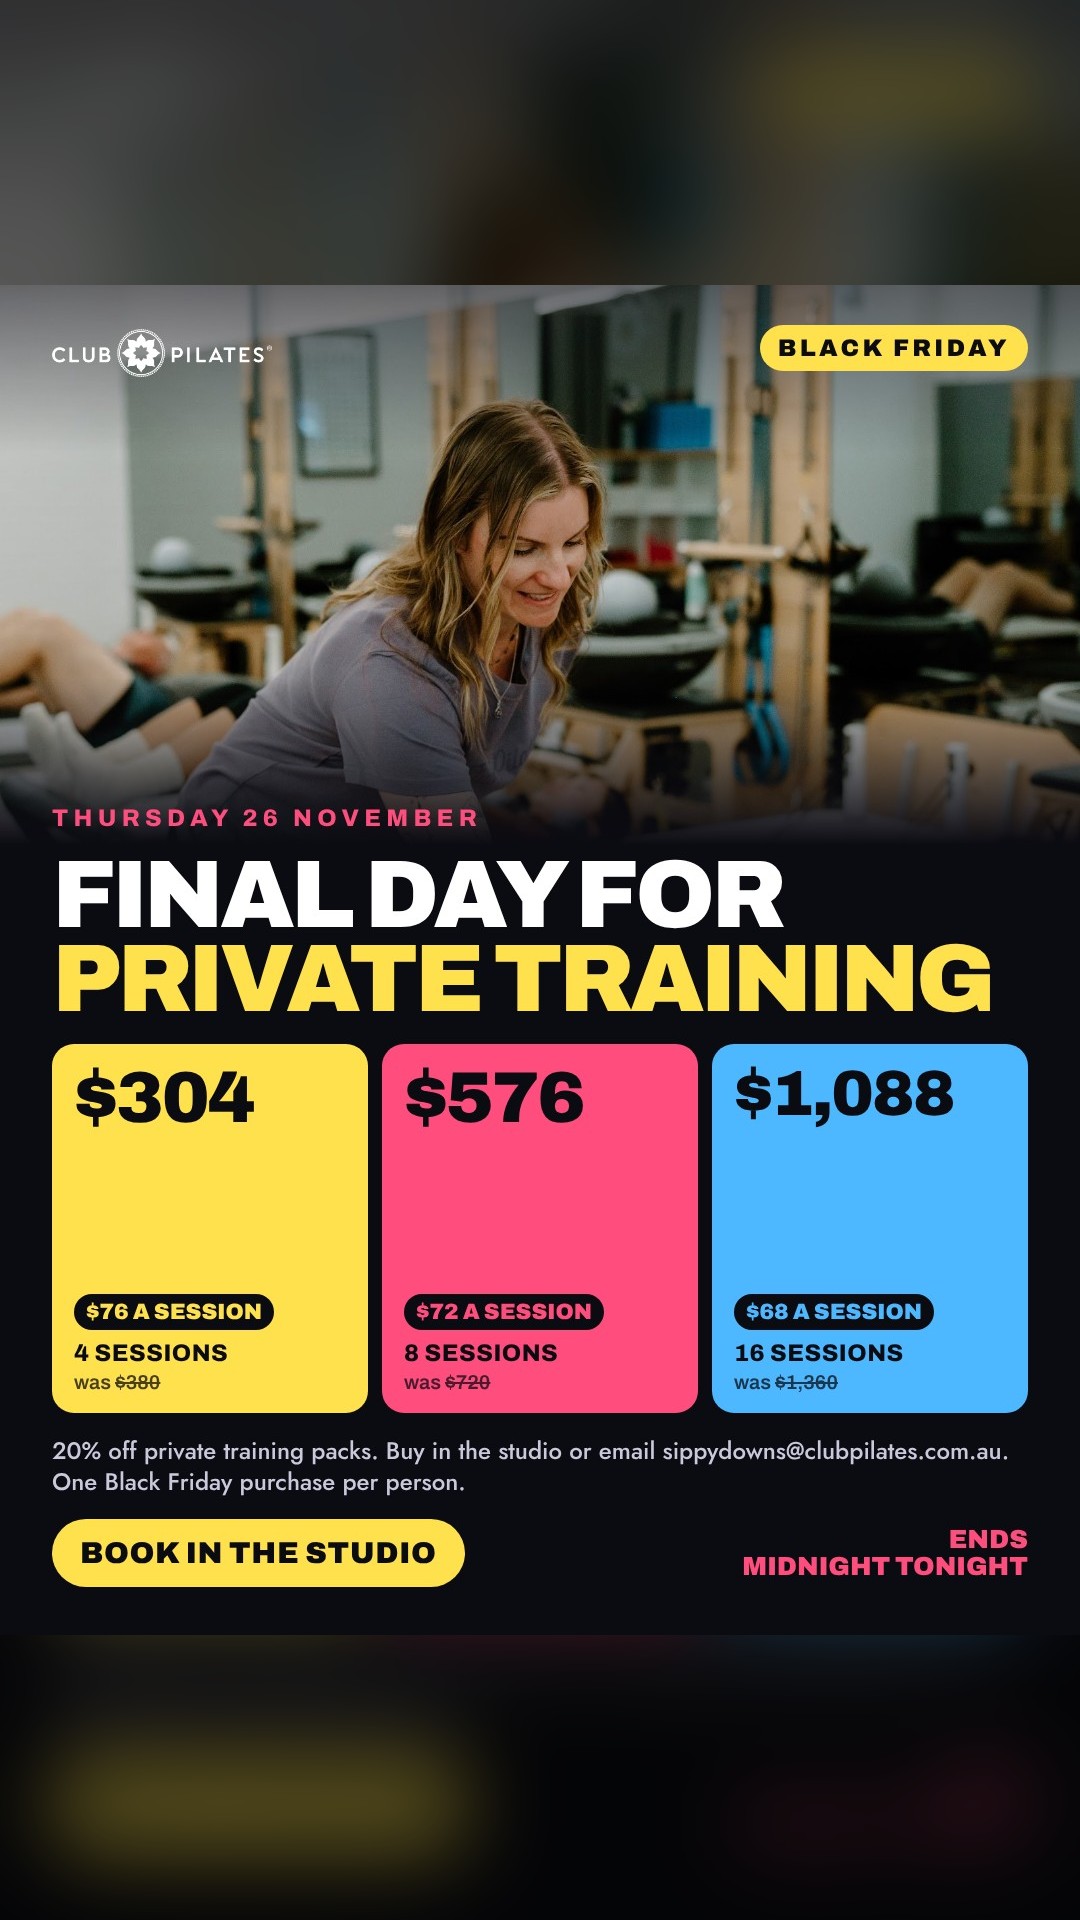 CLUB PILATES
BLACK FRIDAY
THURSDAY 26 NOVEMBER
FINAL DAY FOR
PRIVATE TRAINING
$304
$76 A SESSION
4 SESSIONS
was $380
$576
$72 A SESSION
8 SESSIONS
was $720
$1,088
$68 A SESSION
16 SESSIONS
was $1,360
20% off private training packs. Buy in the studio or email sippydowns@clubpilates.com.au.
One Black Friday purchase per person.
BOOK IN THE STUDIO
ENDS
MIDNIGHT TONIGHT